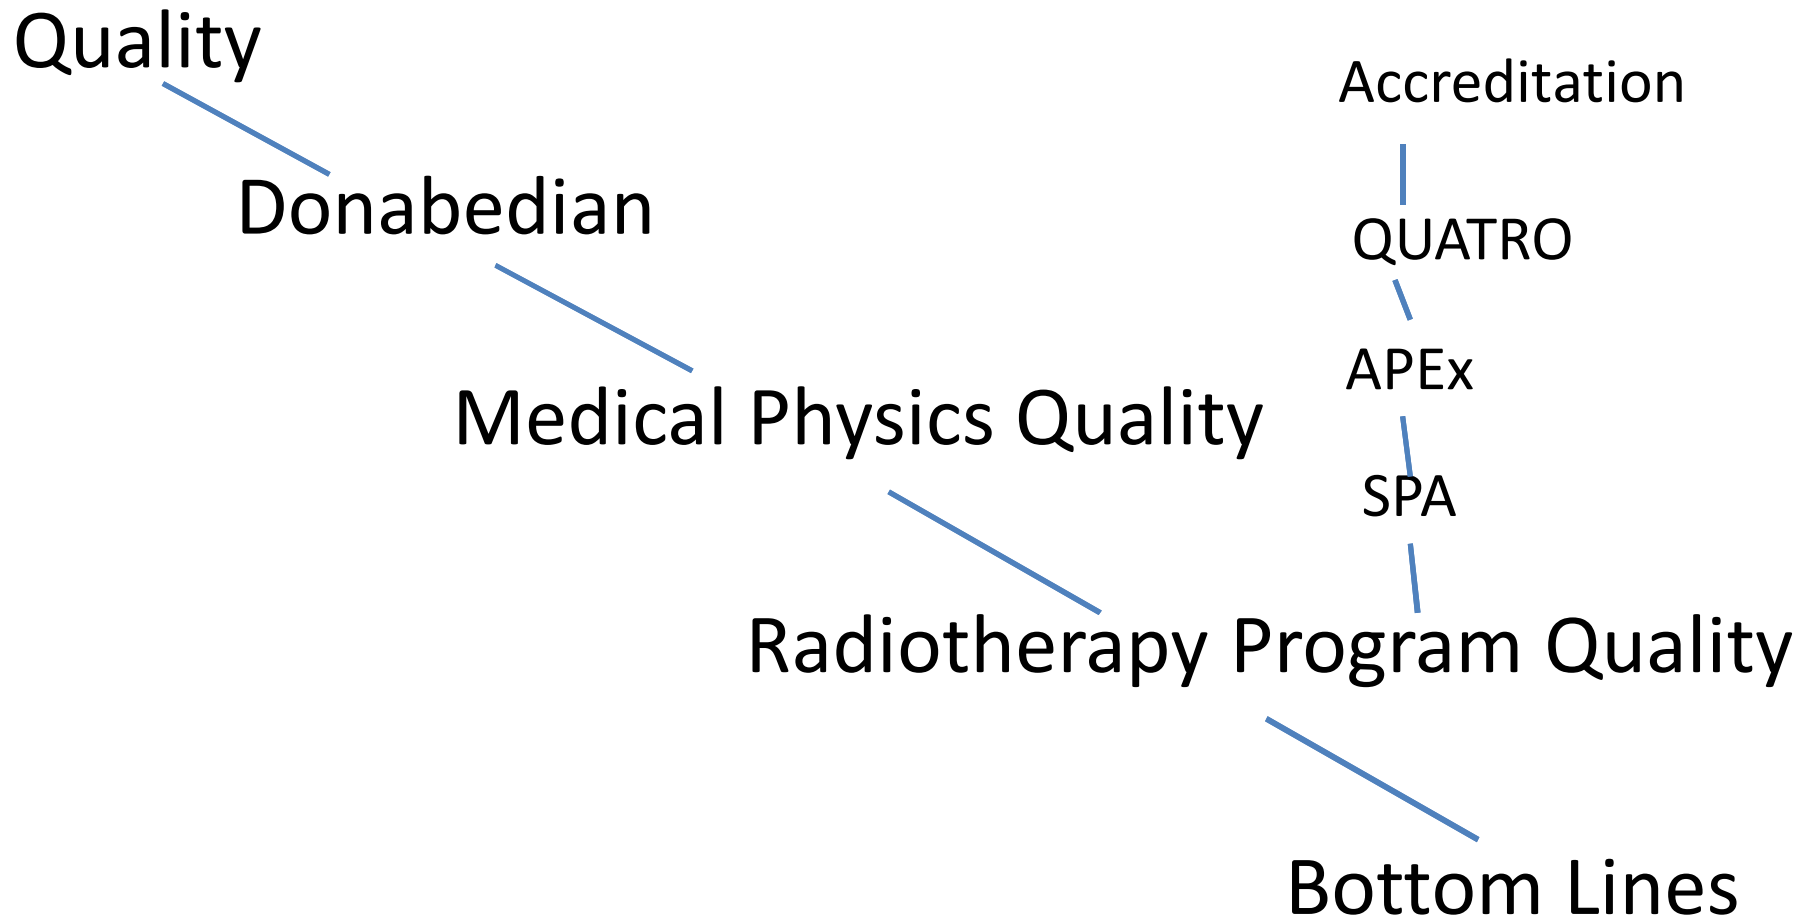 Quality
Accreditation
Donabedian
QUATRO
APEx
Medical Physics Quality
SPA
Radiotherapy Program Quality
Bottom Lines